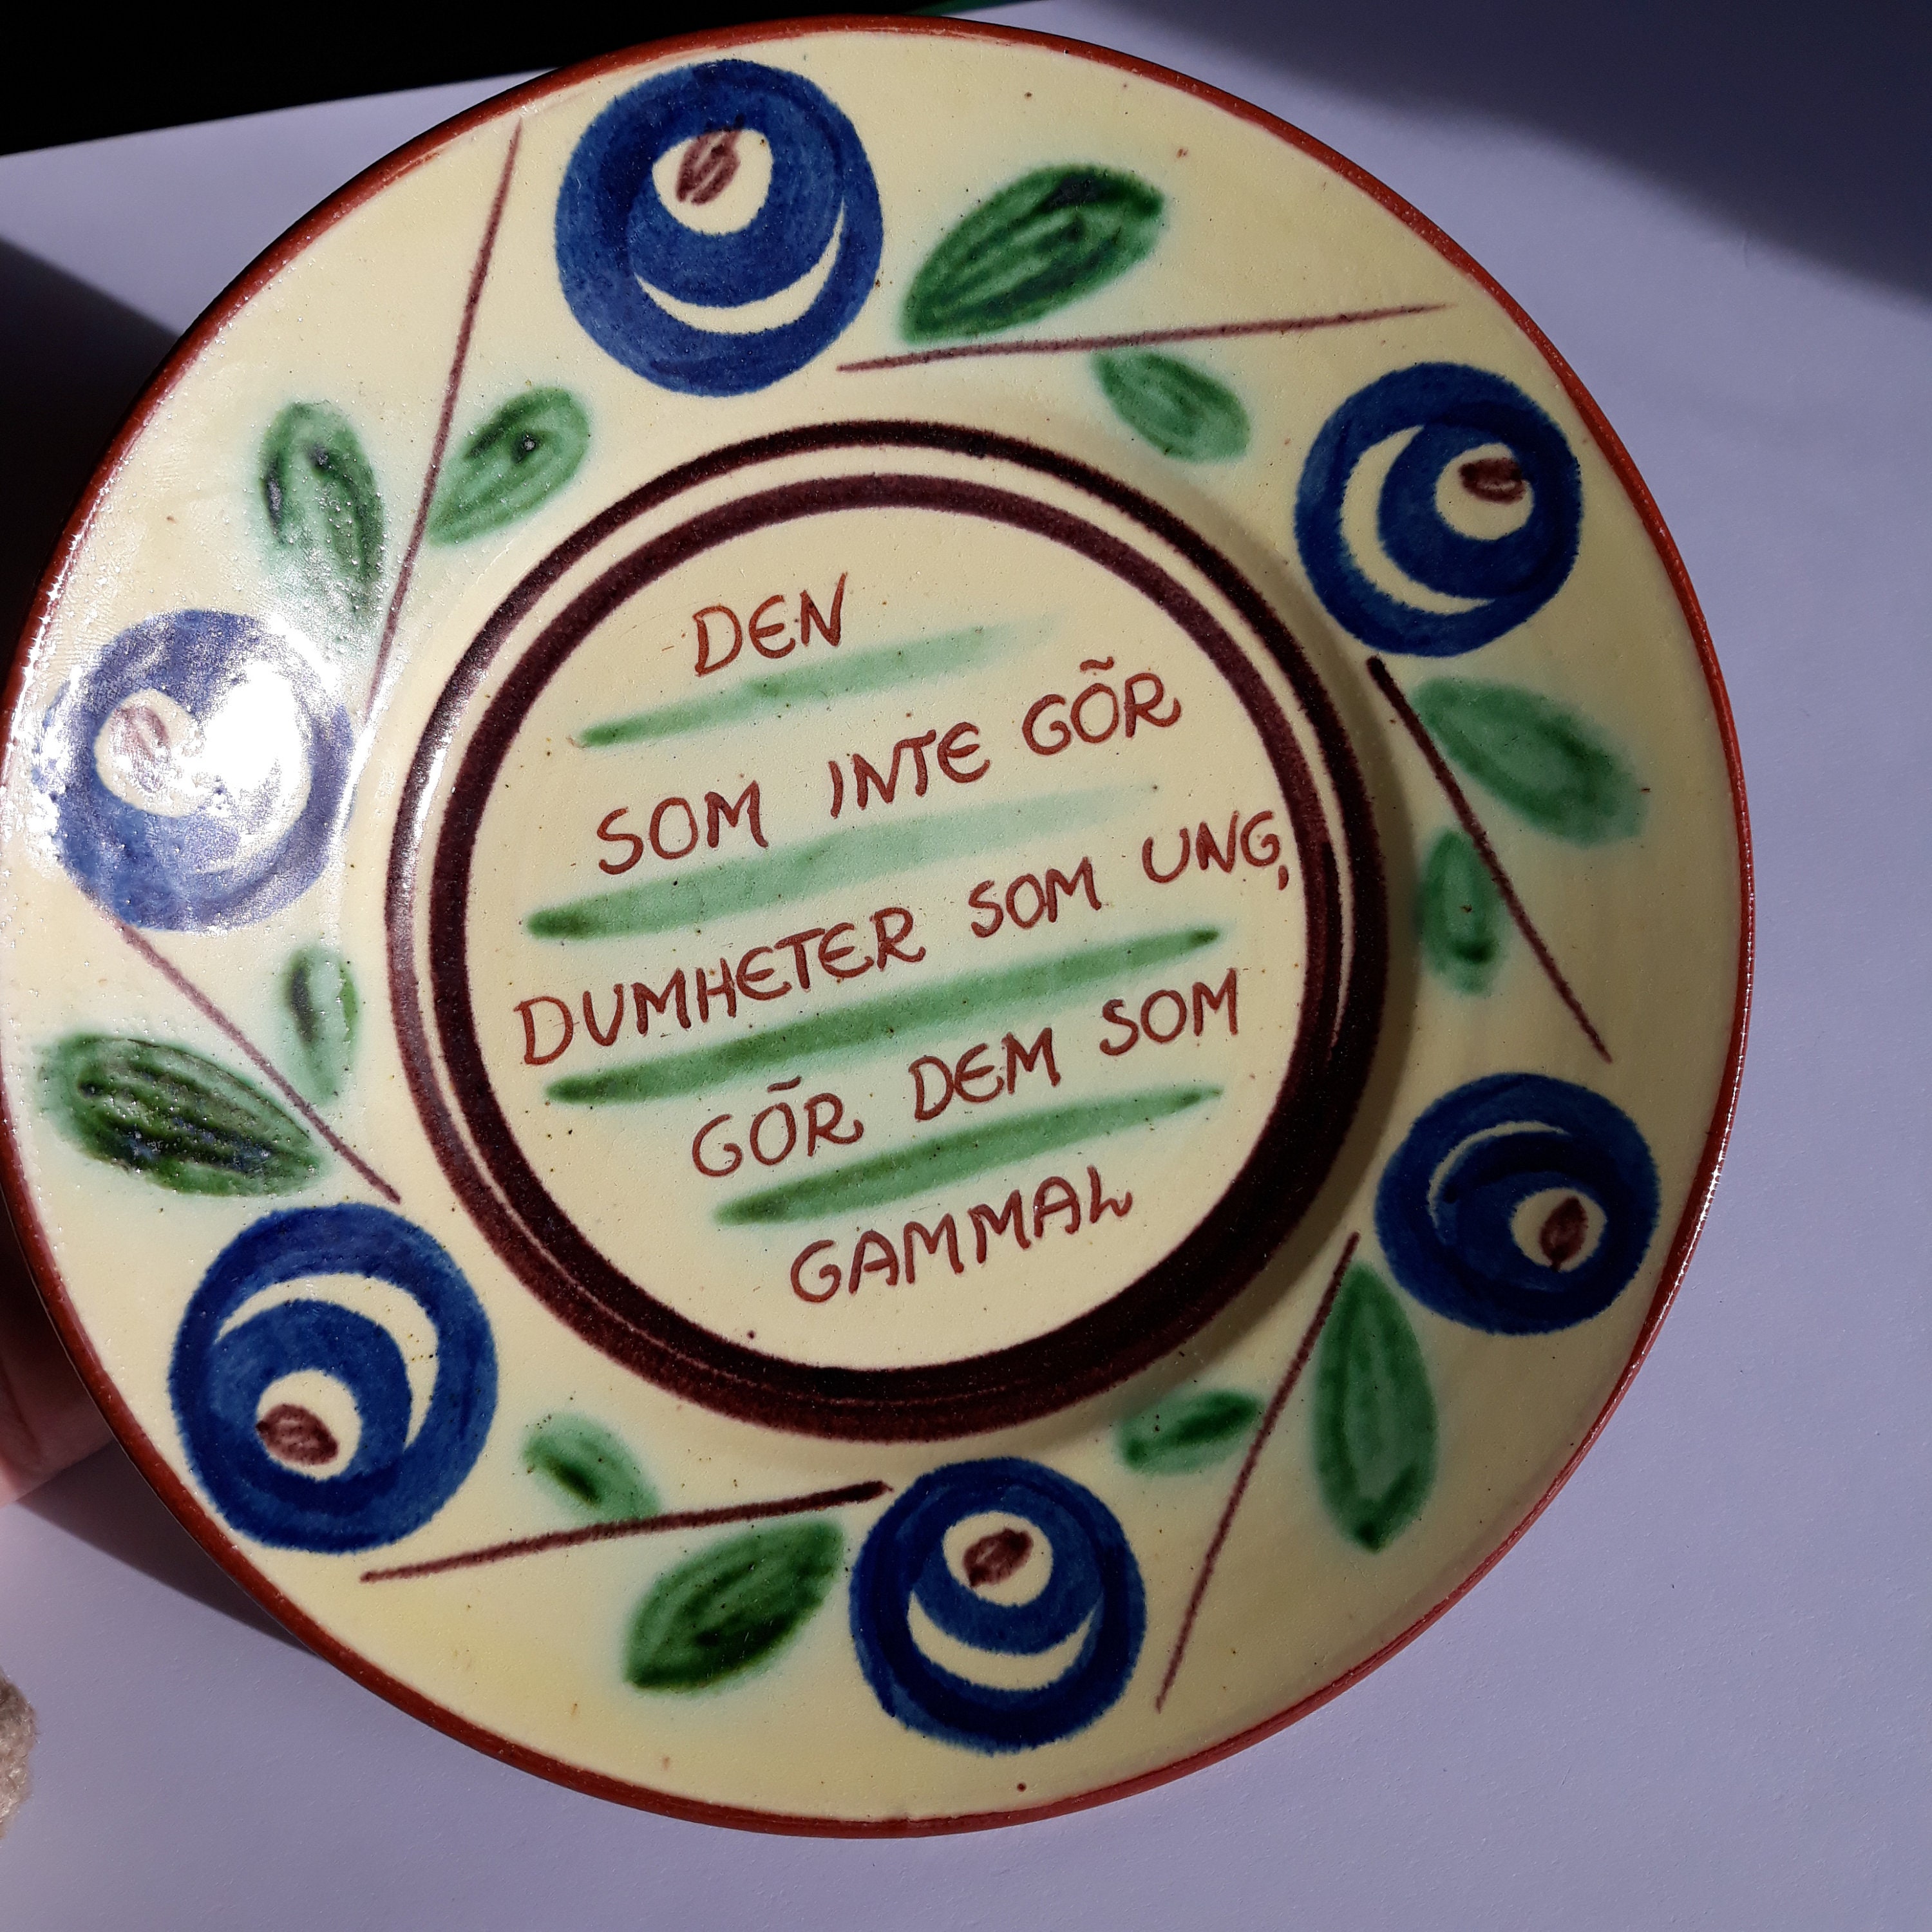 DEN
SOM INTE GÕR
DUMHETER SOM UNG,
GÕR DEM SOM
GAMMAL